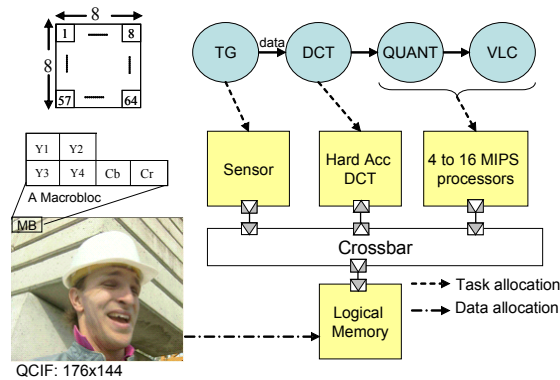 8
8
1
8
57
64
TG
data
DCT
QUANT
VLC
Y1
Y2
Y3
Y4
Cb
Cr
A Macrobloc
MB
Sensor
Hard Acc
DCT
4 to 16 MIPS
processors
Crossbar
Logical
Memory
Task allocation
Data allocation
QCIF: 176x144